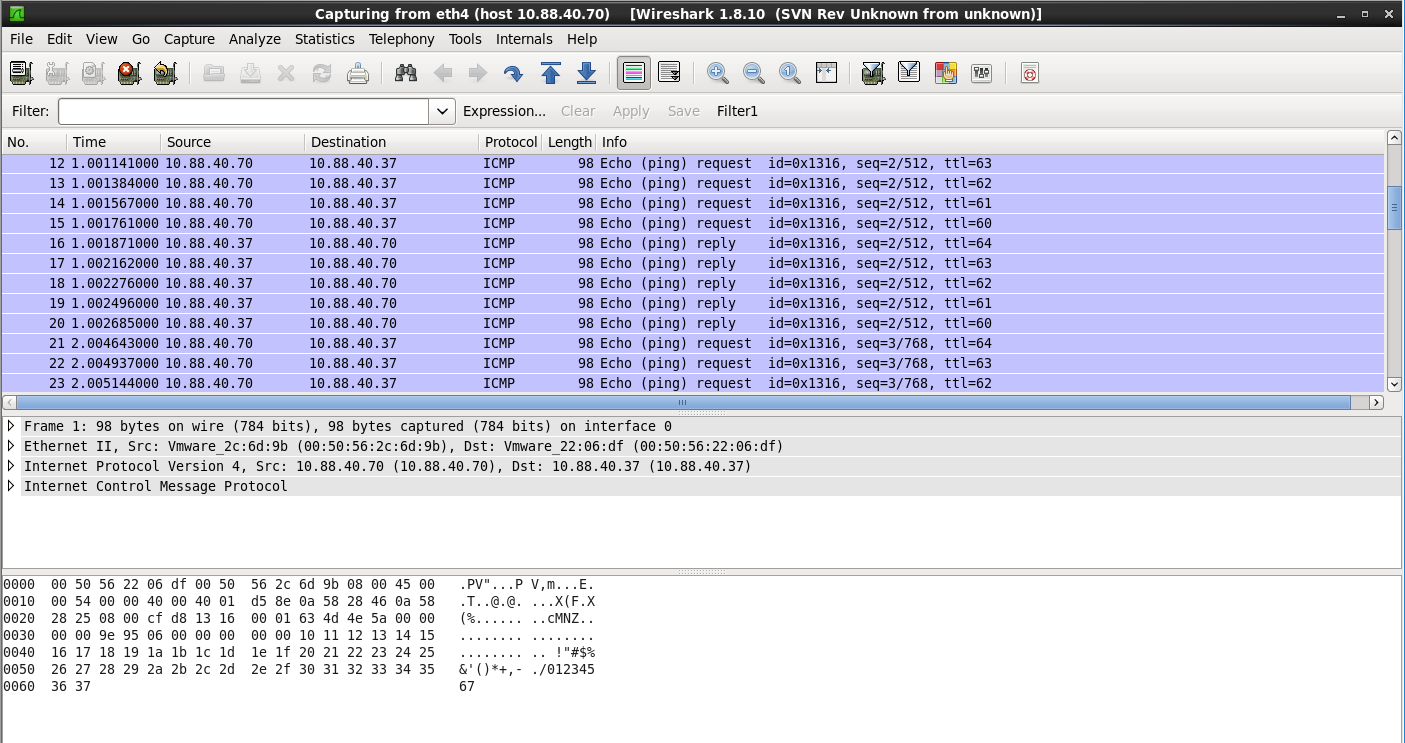 Capturing from eth4 (host 10.88.40.70)    [Wireshark 1.8.10  (SVN Rev Unknown from unknown)]
File Edit View Go Capture Analyze Statistics Telephony Tools Internals Help
Filter: Expression... Clear Apply Save Filter1
No. Time Source Destination Protocol Length Info
12 1.001141000 10.88.40.70 10.88.40.37 ICMP 98 Echo (ping) request  id=0x1316, seq=2/512, ttl=63
13 1.001384000 10.88.40.70 10.88.40.37 ICMP 98 Echo (ping) request  id=0x1316, seq=2/512, ttl=62
14 1.001567000 10.88.40.70 10.88.40.37 ICMP 98 Echo (ping) request  id=0x1316, seq=2/512, ttl=61
15 1.001761000 10.88.40.70 10.88.40.37 ICMP 98 Echo (ping) request  id=0x1316, seq=2/512, ttl=60
16 1.001871000 10.88.40.37 10.88.40.70 ICMP 98 Echo (ping) reply    id=0x1316, seq=2/512, ttl=64
17 1.002162000 10.88.40.37 10.88.40.70 ICMP 98 Echo (ping) reply    id=0x1316, seq=2/512, ttl=63
18 1.002276000 10.88.40.37 10.88.40.70 ICMP 98 Echo (ping) reply    id=0x1316, seq=2/512, ttl=62
19 1.002496000 10.88.40.37 10.88.40.70 ICMP 98 Echo (ping) reply    id=0x1316, seq=2/512, ttl=61
20 1.002685000 10.88.40.37 10.88.40.70 ICMP 98 Echo (ping) reply    id=0x1316, seq=2/512, ttl=60
21 2.004643000 10.88.40.70 10.88.40.37 ICMP 98 Echo (ping) request  id=0x1316, seq=3/768, ttl=64
22 2.004937000 10.88.40.70 10.88.40.37 ICMP 98 Echo (ping) request  id=0x1316, seq=3/768, ttl=63
23 2.005144000 10.88.40.70 10.88.40.37 ICMP 98 Echo (ping) request  id=0x1316, seq=3/768, ttl=62
Frame 1: 98 bytes on wire (784 bits), 98 bytes captured (784 bits) on interface 0
Ethernet II, Src: Vmware_2c:6d:9b (00:50:56:2c:6d:9b), Dst: Vmware_22:06:df (00:50:56:22:06:df)
Internet Protocol Version 4, Src: 10.88.40.70 (10.88.40.70), Dst: 10.88.40.37 (10.88.40.37)
Internet Control Message Protocol
0000  00 50 56 22 06 df 00 50  56 2c 6d 9b 08 00 45 00   .PV"...P V,m...E.
0010  00 54 00 00 40 00 40 01  d5 8e 0a 58 28 46 0a 58   .T..@.@. ...X(F.X
0020  28 25 08 00 cf d8 13 16  00 01 63 4d 4e 5a 00 00   (%...... ..cMNZ..
0030  00 00 9e 95 06 00 00 00  00 00 10 11 12 13 14 15   ........ ........
0040  16 17 18 19 1a 1b 1c 1d  1e 1f 20 21 22 23 24 25   ........ .. !"#$%
0050  26 27 28 29 2a 2b 2c 2d  2e 2f 30 31 32 33 34 35   &'()*+,- ./012345
0060  36 37                                              67